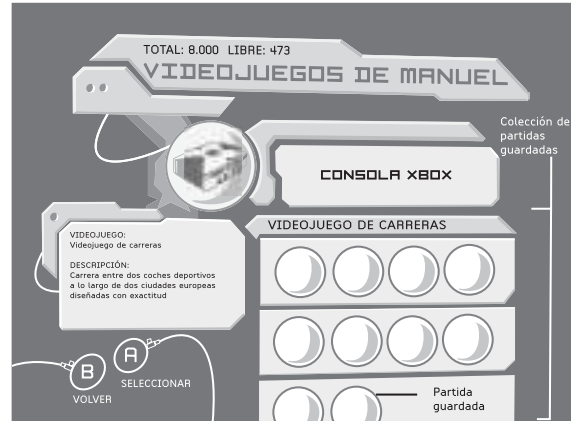 TOTAL: 8.000 LIBRE: 473
VIDEOJUEGOS DE MANUEL
Colección de
partidas
guardadas
CONSOLA XBOX
VIDEOJUEGO DE CARRERAS
VIDEOJUEGO:
Videojuego de carreras
DESCRIPCIÓN:
Carrera entre dos coches deportivos
a lo largo de dos ciudades europeas
diseñadas con exactitud
A
SELECCIONAR
B
VOLVER
Partida
guardada